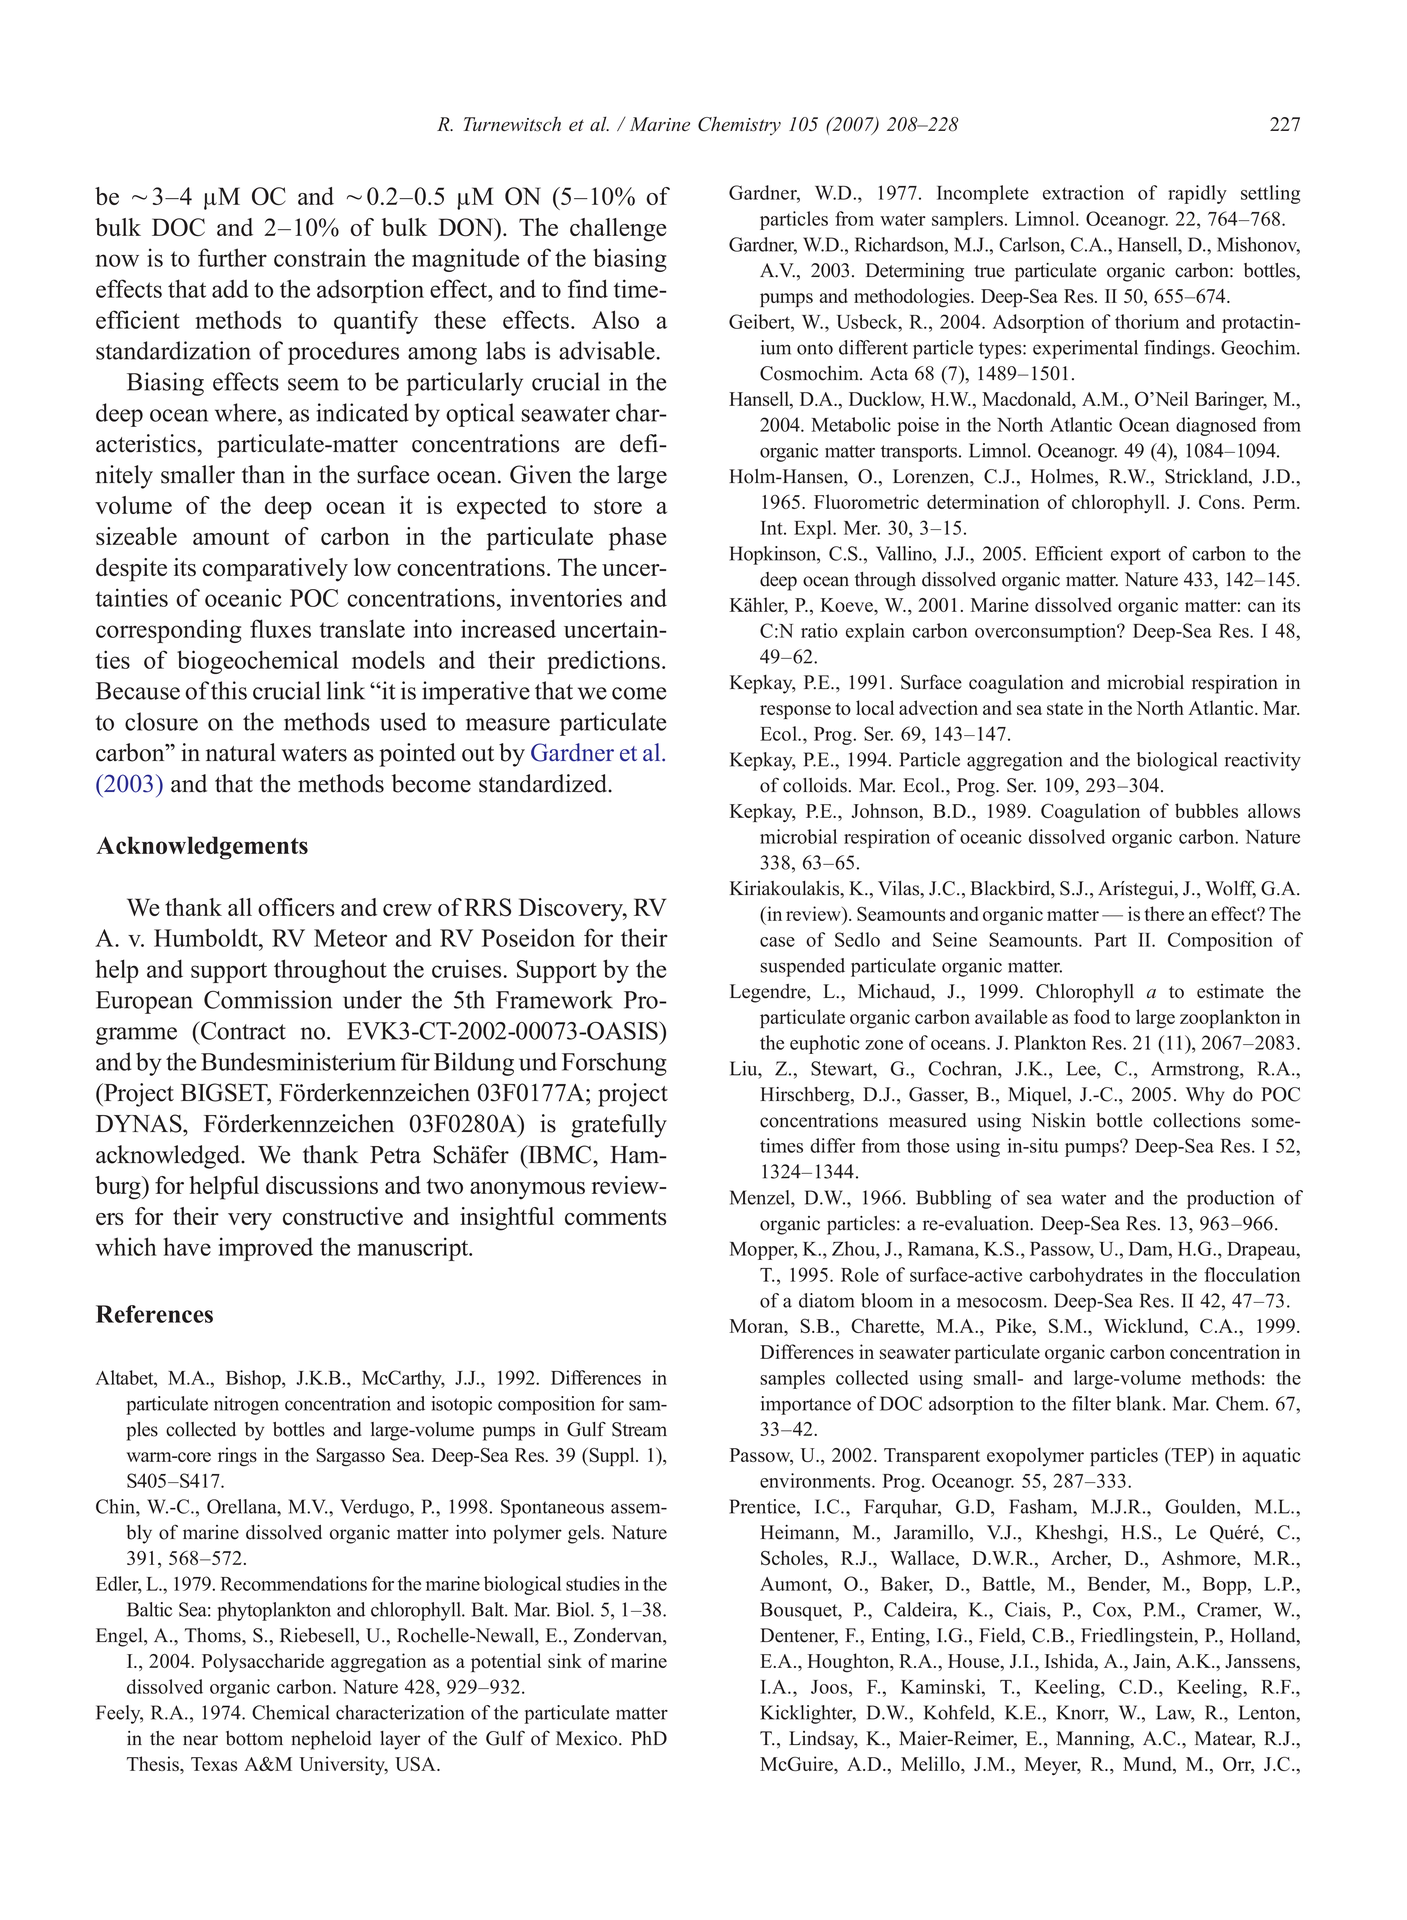 R. Turnewitsch et al. / Marine Chemistry 105 (2007) 208–228
227
be ∼3–4 μM OC and ∼0.2–0.5 μM ON (5–10% of
bulk DOC and 2–10% of bulk DON). The challenge
now is to further constrain the magnitude of the biasing
effects that add to the adsorption effect, and to find time-
efficient methods to quantify these effects. Also a
standardization of procedures among labs is advisable.
Biasing effects seem to be particularly crucial in the
deep ocean where, as indicated by optical seawater char-
acteristics, particulate-matter concentrations are defi-
nitely smaller than in the surface ocean. Given the large
volume of the deep ocean it is expected to store a
sizeable amount of carbon in the particulate phase
despite its comparatively low concentrations. The uncer-
tainties of oceanic POC concentrations, inventories and
corresponding fluxes translate into increased uncertain-
ties of biogeochemical models and their predictions.
Because of this crucial link “it is imperative that we come
to closure on the methods used to measure particulate
carbon” in natural waters as pointed out by Gardner et al.
(2003) and that the methods become standardized.
Acknowledgements
We thank all officers and crew of RRS Discovery, RV
A. v. Humboldt, RV Meteor and RV Poseidon for their
help and support throughout the cruises. Support by the
European Commission under the 5th Framework Pro-
gramme (Contract no. EVK3-CT-2002-00073-OASIS)
and by the Bundesministerium für Bildung und Forschung
(Project BIGSET, Förderkennzeichen 03F0177A; project
DYNAS, Förderkennzeichen 03F0280A) is gratefully
acknowledged. We thank Petra Schäfer (IBMC, Ham-
burg) for helpful discussions and two anonymous review-
ers for their very constructive and insightful comments
which have improved the manuscript.
References
Altabet, M.A., Bishop, J.K.B., McCarthy, J.J., 1992. Differences in
particulate nitrogen concentration and isotopic composition for sam-
ples collected by bottles and large-volume pumps in Gulf Stream
warm-core rings in the Sargasso Sea. Deep-Sea Res. 39 (Suppl. 1),
S405–S417.
Chin, W.-C., Orellana, M.V., Verdugo, P., 1998. Spontaneous assem-
bly of marine dissolved organic matter into polymer gels. Nature
391, 568–572.
Edler, L., 1979. Recommendations for the marine biological studies in the
Baltic Sea: phytoplankton and chlorophyll. Balt. Mar. Biol. 5, 1–38.
Engel, A., Thoms, S., Riebesell, U., Rochelle-Newall, E., Zondervan,
I., 2004. Polysaccharide aggregation as a potential sink of marine
dissolved organic carbon. Nature 428, 929–932.
Feely, R.A., 1974. Chemical characterization of the particulate matter
in the near bottom nepheloid layer of the Gulf of Mexico. PhD
Thesis, Texas A&M University, USA.
Gardner, W.D., 1977. Incomplete extraction of rapidly settling
particles from water samplers. Limnol. Oceanogr. 22, 764–768.
Gardner, W.D., Richardson, M.J., Carlson, C.A., Hansell, D., Mishonov,
A.V., 2003. Determining true particulate organic carbon: bottles,
pumps and methodologies. Deep-Sea Res. II 50, 655–674.
Geibert, W., Usbeck, R., 2004. Adsorption of thorium and protactin-
ium onto different particle types: experimental findings. Geochim.
Cosmochim. Acta 68 (7), 1489–1501.
Hansell, D.A., Ducklow, H.W., Macdonald, A.M., O’Neil Baringer, M.,
2004. Metabolic poise in the North Atlantic Ocean diagnosed from
organic matter transports. Limnol. Oceanogr. 49 (4), 1084–1094.
Holm-Hansen, O., Lorenzen, C.J., Holmes, R.W., Strickland, J.D.,
1965. Fluorometric determination of chlorophyll. J. Cons. Perm.
Int. Expl. Mer. 30, 3–15.
Hopkinson, C.S., Vallino, J.J., 2005. Efficient export of carbon to the
deep ocean through dissolved organic matter. Nature 433, 142–145.
Kähler, P., Koeve, W., 2001. Marine dissolved organic matter: can its
C:N ratio explain carbon overconsumption? Deep-Sea Res. I 48,
49–62.
Kepkay, P.E., 1991. Surface coagulation and microbial respiration in
response to local advection and sea state in the North Atlantic. Mar.
Ecol., Prog. Ser. 69, 143–147.
Kepkay, P.E., 1994. Particle aggregation and the biological reactivity
of colloids. Mar. Ecol., Prog. Ser. 109, 293–304.
Kepkay, P.E., Johnson, B.D., 1989. Coagulation of bubbles allows
microbial respiration of oceanic dissolved organic carbon. Nature
338, 63–65.
Kiriakoulakis, K., Vilas, J.C., Blackbird, S.J., Arístegui, J., Wolff, G.A.
(in review). Seamounts and organic matter — is there an effect? The
case of Sedlo and Seine Seamounts. Part II. Composition of
suspended particulate organic matter.
Legendre, L., Michaud, J., 1999. Chlorophyll a to estimate the
particulate organic carbon available as food to large zooplankton in
the euphotic zone of oceans. J. Plankton Res. 21 (11), 2067–2083.
Liu, Z., Stewart, G., Cochran, J.K., Lee, C., Armstrong, R.A.,
Hirschberg, D.J., Gasser, B., Miquel, J.-C., 2005. Why do POC
concentrations measured using Niskin bottle collections some-
times differ from those using in-situ pumps? Deep-Sea Res. I 52,
1324–1344.
Menzel, D.W., 1966. Bubbling of sea water and the production of
organic particles: a re-evaluation. Deep-Sea Res. 13, 963–966.
Mopper, K., Zhou, J., Ramana, K.S., Passow, U., Dam, H.G., Drapeau,
T., 1995. Role of surface-active carbohydrates in the flocculation
of a diatom bloom in a mesocosm. Deep-Sea Res. II 42, 47–73.
Moran, S.B., Charette, M.A., Pike, S.M., Wicklund, C.A., 1999.
Differences in seawater particulate organic carbon concentration in
samples collected using small- and large-volume methods: the
importance of DOC adsorption to the filter blank. Mar. Chem. 67,
33–42.
Passow, U., 2002. Transparent exopolymer particles (TEP) in aquatic
environments. Prog. Oceanogr. 55, 287–333.
Prentice, I.C., Farquhar, G.D, Fasham, M.J.R., Goulden, M.L.,
Heimann, M., Jaramillo, V.J., Kheshgi, H.S., Le Quéré, C.,
Scholes, R.J., Wallace, D.W.R., Archer, D., Ashmore, M.R.,
Aumont, O., Baker, D., Battle, M., Bender, M., Bopp, L.P.,
Bousquet, P., Caldeira, K., Ciais, P., Cox, P.M., Cramer, W.,
Dentener, F., Enting, I.G., Field, C.B., Friedlingstein, P., Holland,
E.A., Houghton, R.A., House, J.I., Ishida, A., Jain, A.K., Janssens,
I.A., Joos, F., Kaminski, T., Keeling, C.D., Keeling, R.F.,
Kicklighter, D.W., Kohfeld, K.E., Knorr, W., Law, R., Lenton,
T., Lindsay, K., Maier-Reimer, E., Manning, A.C., Matear, R.J.,
McGuire, A.D., Melillo, J.M., Meyer, R., Mund, M., Orr, J.C.,